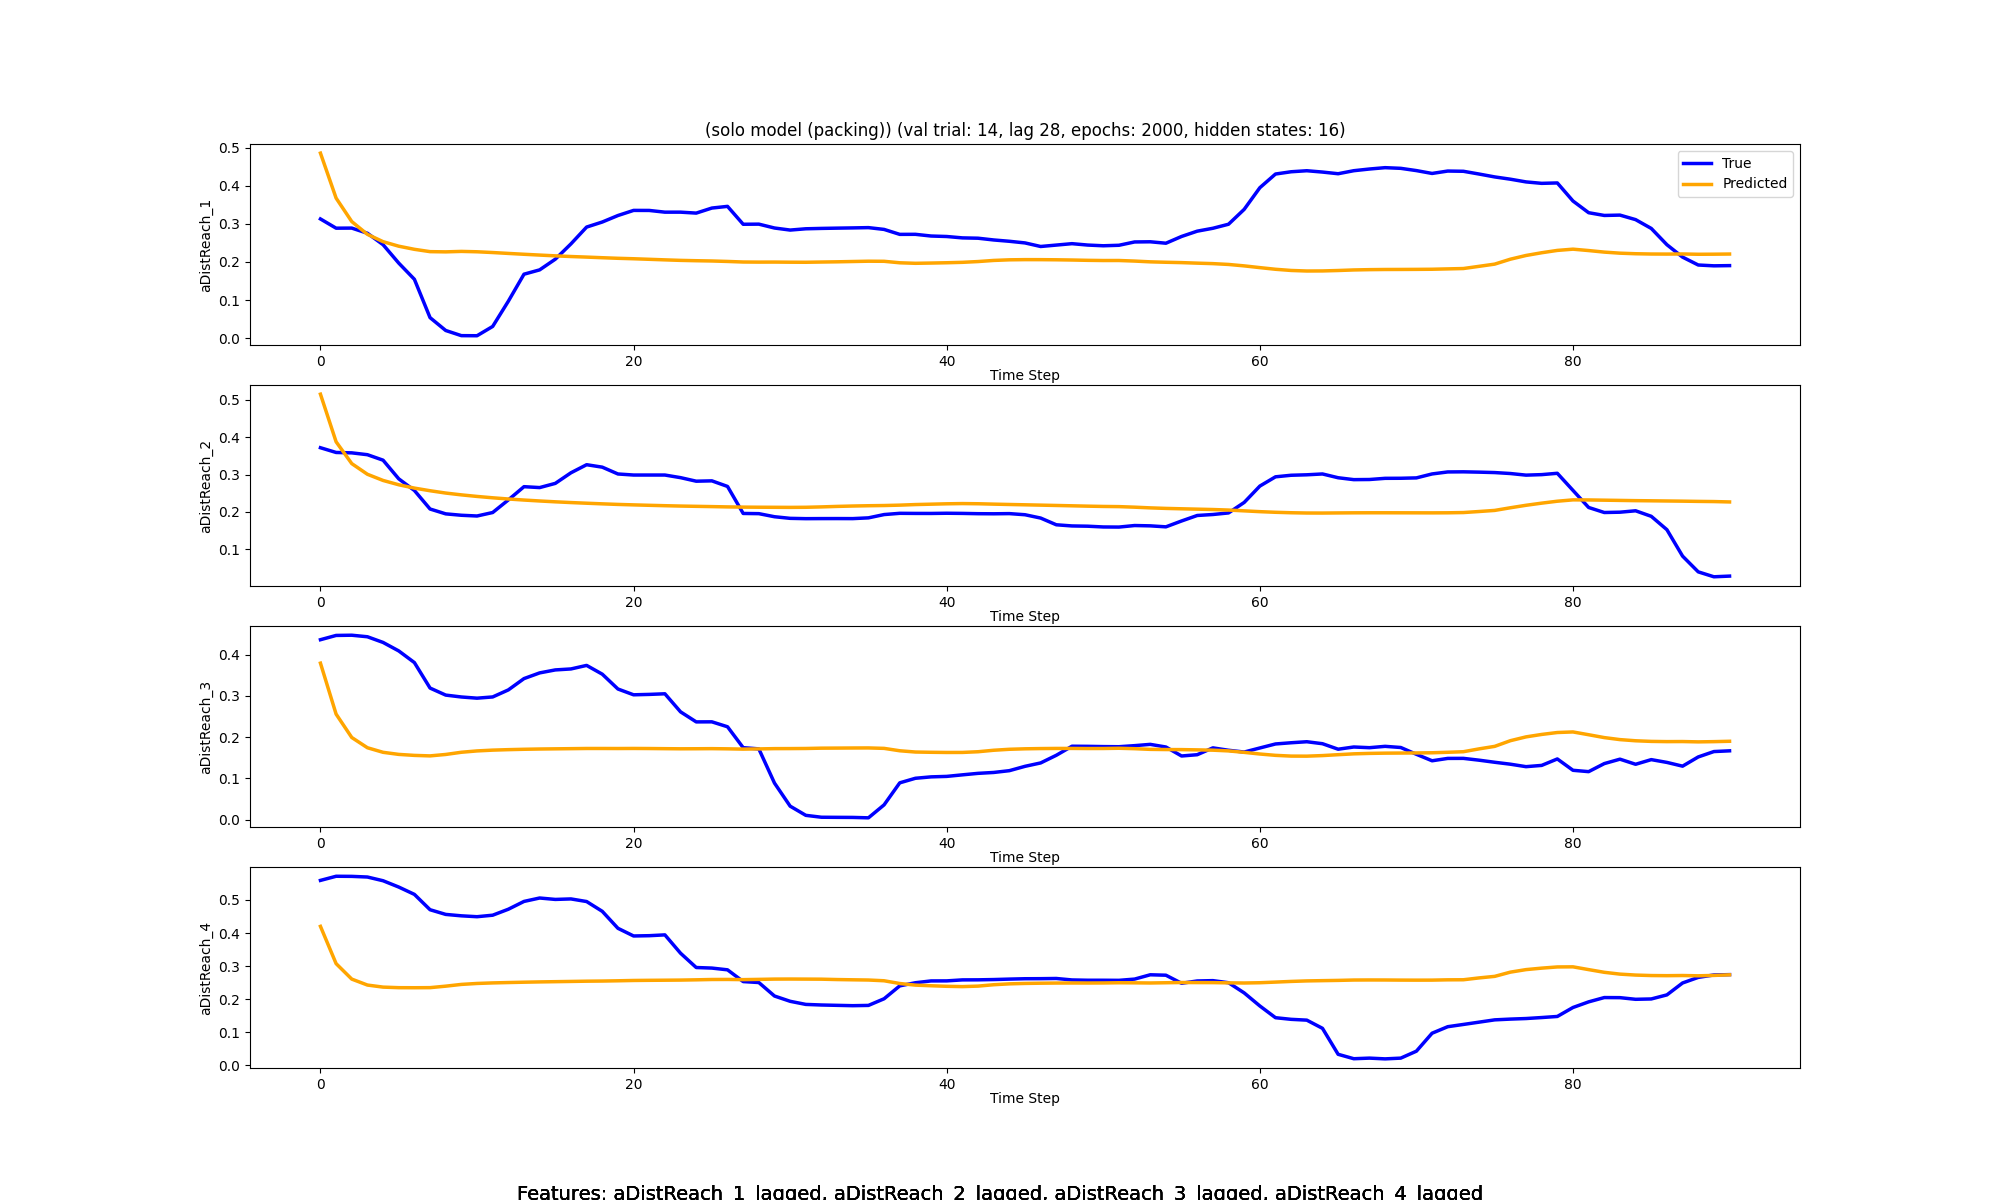 (solo model (packing)) (val trial: 14, lag 28, epochs: 2000, hidden states: 16)
True
Predicted
aDistReach_1
0.5
0.4
0.3
0.2
0.1
0.0
0 20 40 60 80
Time Step
aDistReach_2
0.5
0.4
0.3
0.2
0.1
0 20 40 60 80
Time Step
aDistReach_3
0.4
0.3
0.2
0.1
0.0
0 20 40 60 80
Time Step
aDistReach_4
0.5
0.4
0.3
0.2
0.1
0.0
0 20 40 60 80
Time Step
Features: aDistReach_1_lagged, aDistReach_2_lagged, aDistReach_3_lagged, aDistReach_4_lagged